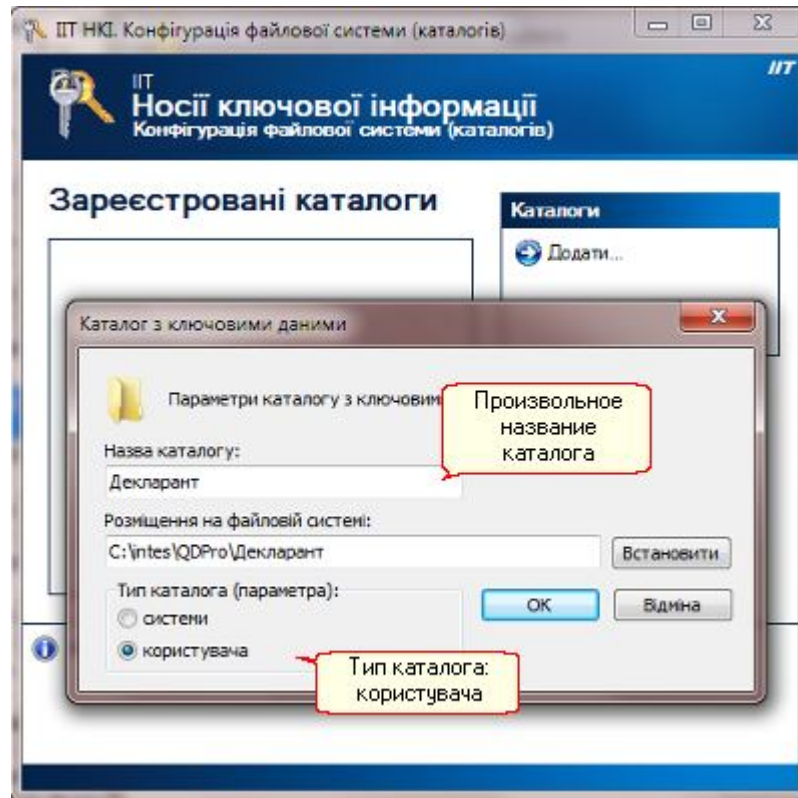 ІІТ НКІ. Конфігурація файлової системи (каталогів)
ІІТ
ІІТ
Носії ключової інформації
Конфігурація файлової системи (каталогів)
Зареєстровані каталоги
Каталоги
Додати...
Каталог з ключовими даними
Параметри каталогу з
Произвольное
название
каталога
Назва каталогу:
Декларант
Розміщення на файловій системі:
C:\intes\QDPro\Декларант
Встановити
Тип каталога (параметра):
системи
користувача
OK
Відміна
Тип каталога:
користувача